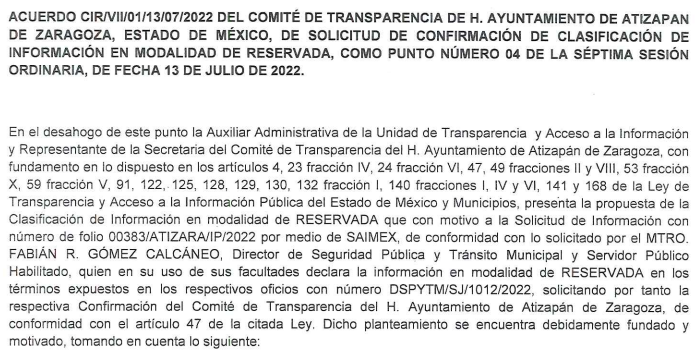 ACUERDO CIR/VII/01/13/07/2022 DEL COMITÉ DE TRANSPARENCIA DE H. AYUNTAMIENTO DE ATIZAPAN
DE ZARAGOZA, ESTADO DE MÉXICO, DE SOLICITUD DE CONFIRMACIÓN DE CLASIFICACIÓN DE
INFORMACIÓN EN MODALIDAD DE RESERVADA, COMO PUNTO NÚMERO 04 DE LA SÉPTIMA SESIÓN
ORDINARIA, DE FECHA 13 DE JULIO DE 2022.
En el desahogo de este punto la Auxiliar Administrativa de la Unidad de Transparencia y Acceso a la Información
y Representante de la Secretaria del Comité de Transparencia del H. Ayuntamiento de Atizapán de Zaragoza, con
fundamento en lo dispuesto en los artículos 4, 23 fracción IV, 24 fracción VI, 47, 49 fracciones II y VIII, 53 fracción
X, 59 fracción V, 91, 122, 125, 128, 129, 130, 132 fracción I, 140 fracciones I, IV y VI, 141 y 168 de la Ley de
Transparencia y Acceso a la Información Pública del Estado de México y Municipios, presenta la propuesta de la
Clasificación de Información en modalidad de RESERVADA que con motivo a la Solicitud de Información con
número de folio 00383/ATIZARA/IP/2022 por medio de SAIMEX, de conformidad con lo solicitado por el MTRO.
FABIÁN R. GÓMEZ CALCÁNEO, Director de Seguridad Pública y Tránsito Municipal y Servidor Público
Habilitado, quien en su uso de sus facultades declara la información en modalidad de RESERVADA en los
términos expuestos en los respectivos oficios con número DSPYTM/SJ/1012/2022, solicitando por tanto la
respectiva Confirmación del Comité de Transparencia del H. Ayuntamiento de Atizapán de Zaragoza, de
conformidad con el artículo 47 de la citada Ley. Dicho planteamiento se encuentra debidamente fundado y
motivado, tomando en cuenta lo siguiente: